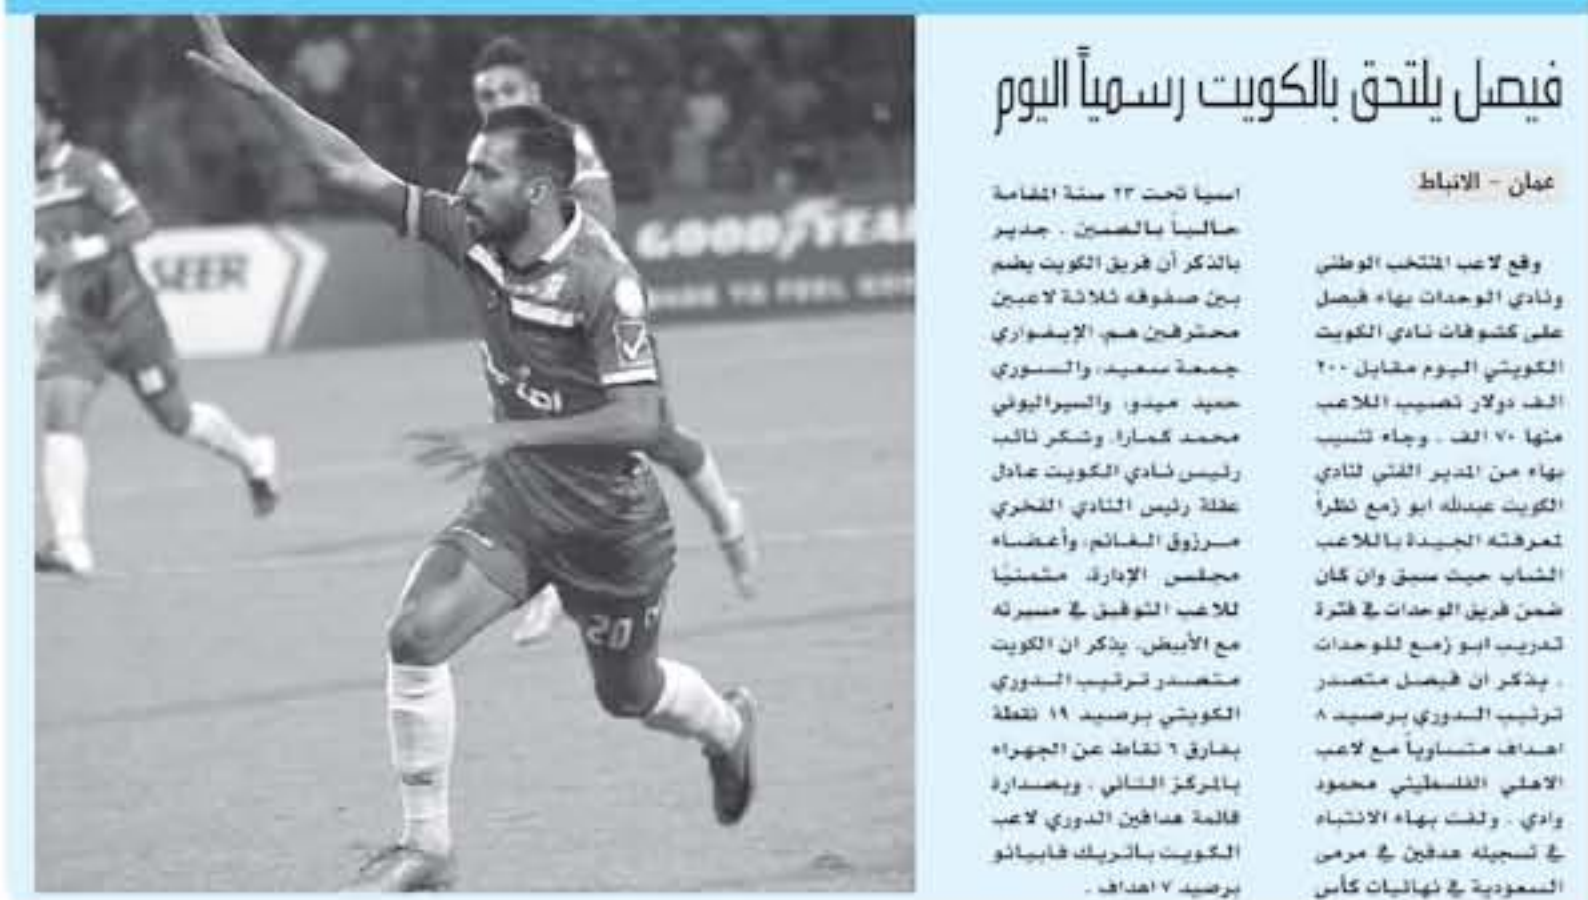 فيصل يلتحق بالكويت رسمياً اليوم
عمان - الانباط
وقع لاعب المنتخب الوطني
ونادي الوحدات بهاء فيصل
على كشوفات نادي الكويت
الكويتي اليوم مقابل ٢٠٠
الف دولار نصيب اللاعب
منها ٧٠ الف . وجاء تنسيب
بهاء من المدير الفني لنادي
الكويت عبدلله ابو زمع نظراً
لمعرفته الجيدة باللاعب
الشاب حيث سبق وان كان
ضمن فريق الوحدات في فترة
تدريب ابو زمع للوحدات
. يذكر ان فيصل متصدر
ترتيب الدوري برصيد ٨
اهداف متساوياً مع لاعب
الاهلي الفلسطيني محمود
وادي . ولفت بهاء الانتباه
في تسجيله هدفين في مرمى
السعودية في نهائيات كأس
اسيا تحت ٢٣ سنة المقامة
حالياً بالصين . جدير
بالذكر أن فريق الكويت يضم
بين صفوفه ثلاثة لاعبين
محترفين هم، الإيفواري
جمعة سعيد، والسوري
حميد ميدو، والسيراليوني
محمد كمارا. وشكر نائب
رئيس نادي الكويت عادل
عقلة رئيس النادي الفخري
مرزوق الغانم، وأعضاء
مجلس الإدارة، متمنيًا
للاعب التوفيق في مسيرته
مع الأبيض. يذكر ان الكويت
متصدر ترتيب الدوري
الكويتي برصيد ١٩ نقطة
بفارق ٦ نقاط عن الجهراء
بالمركز الثاني . وبصدارة
قائمة هدافين الدوري لاعب
الكويت باتريك فابيانو
برصيد ٧ اهداف .
SEER
GOODYEAR
TO FEEL
20